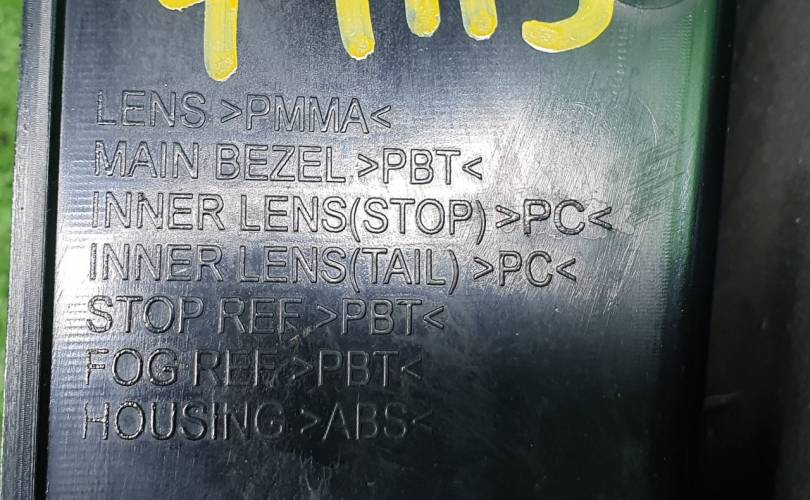 LENS >PMMA<
MAIN BEZEL >PBT<
INNER LENS(STOP) >PC<
INNER LENS(TAIL) >PC<
STOP REF >PBT<
FOG REF >PBT<
HOUSING >ABS<